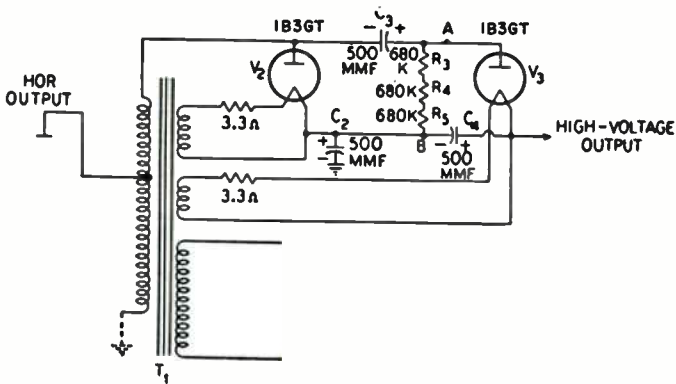 C3
1B3GT
1B3GT
- +
A
V2
500
MMF
680
K
R3
V3
HOR
OUTPUT
680K
R4
680K
R5
3.3Ω
C2
C4
+
-
500
MMF
B
- +
500
MMF
HIGH-VOLTAGE
OUTPUT
3.3Ω
T1